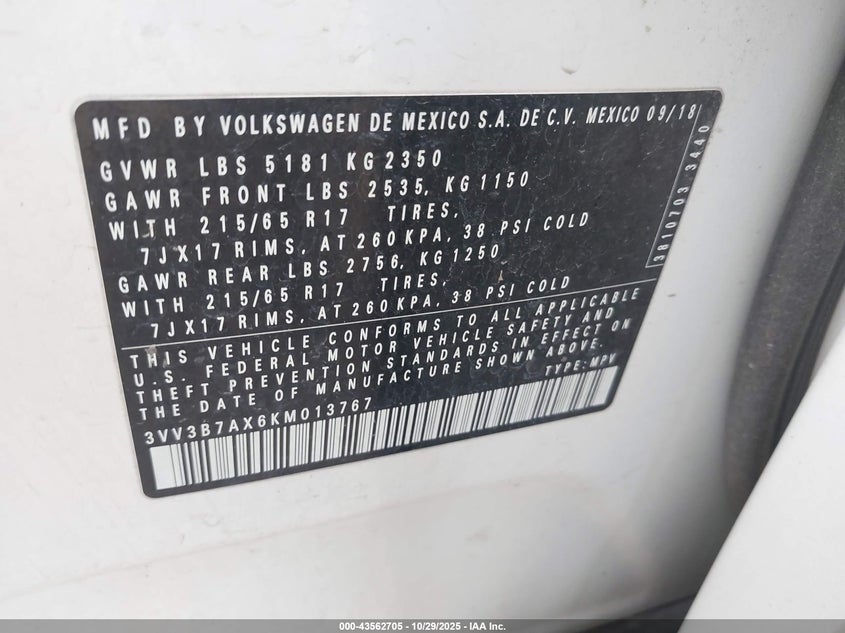 MFD BY VOLKSWAGEN DE MEXICO S.A. DE C.V. MEXICO 09/18
GVWR LBS 5181 KG 2350
GAWR FRONT LBS 2535, KG 1150
WITH 215/65 R17 TIRES,
7JX17 RIMS, AT 260 KPA, 38 PSI COLD
GAWR REAR LBS 2756, KG 1250
WITH 215/65 R17 TIRES,
7JX17 RIMS, AT 260 KPA, 38 PSI COLD
3810703 3440
THIS VEHICLE CONFORMS TO ALL APPLICABLE
U.S. FEDERAL MOTOR VEHICLE SAFETY AND
THEFT PREVENTION STANDARDS IN EFFECT ON
THE DATE OF MANUFACTURE SHOWN ABOVE.
TYPE: MPV
3VV3B7AX6KM013767
000-43562705 - 10/29/2025 - IAA Inc.